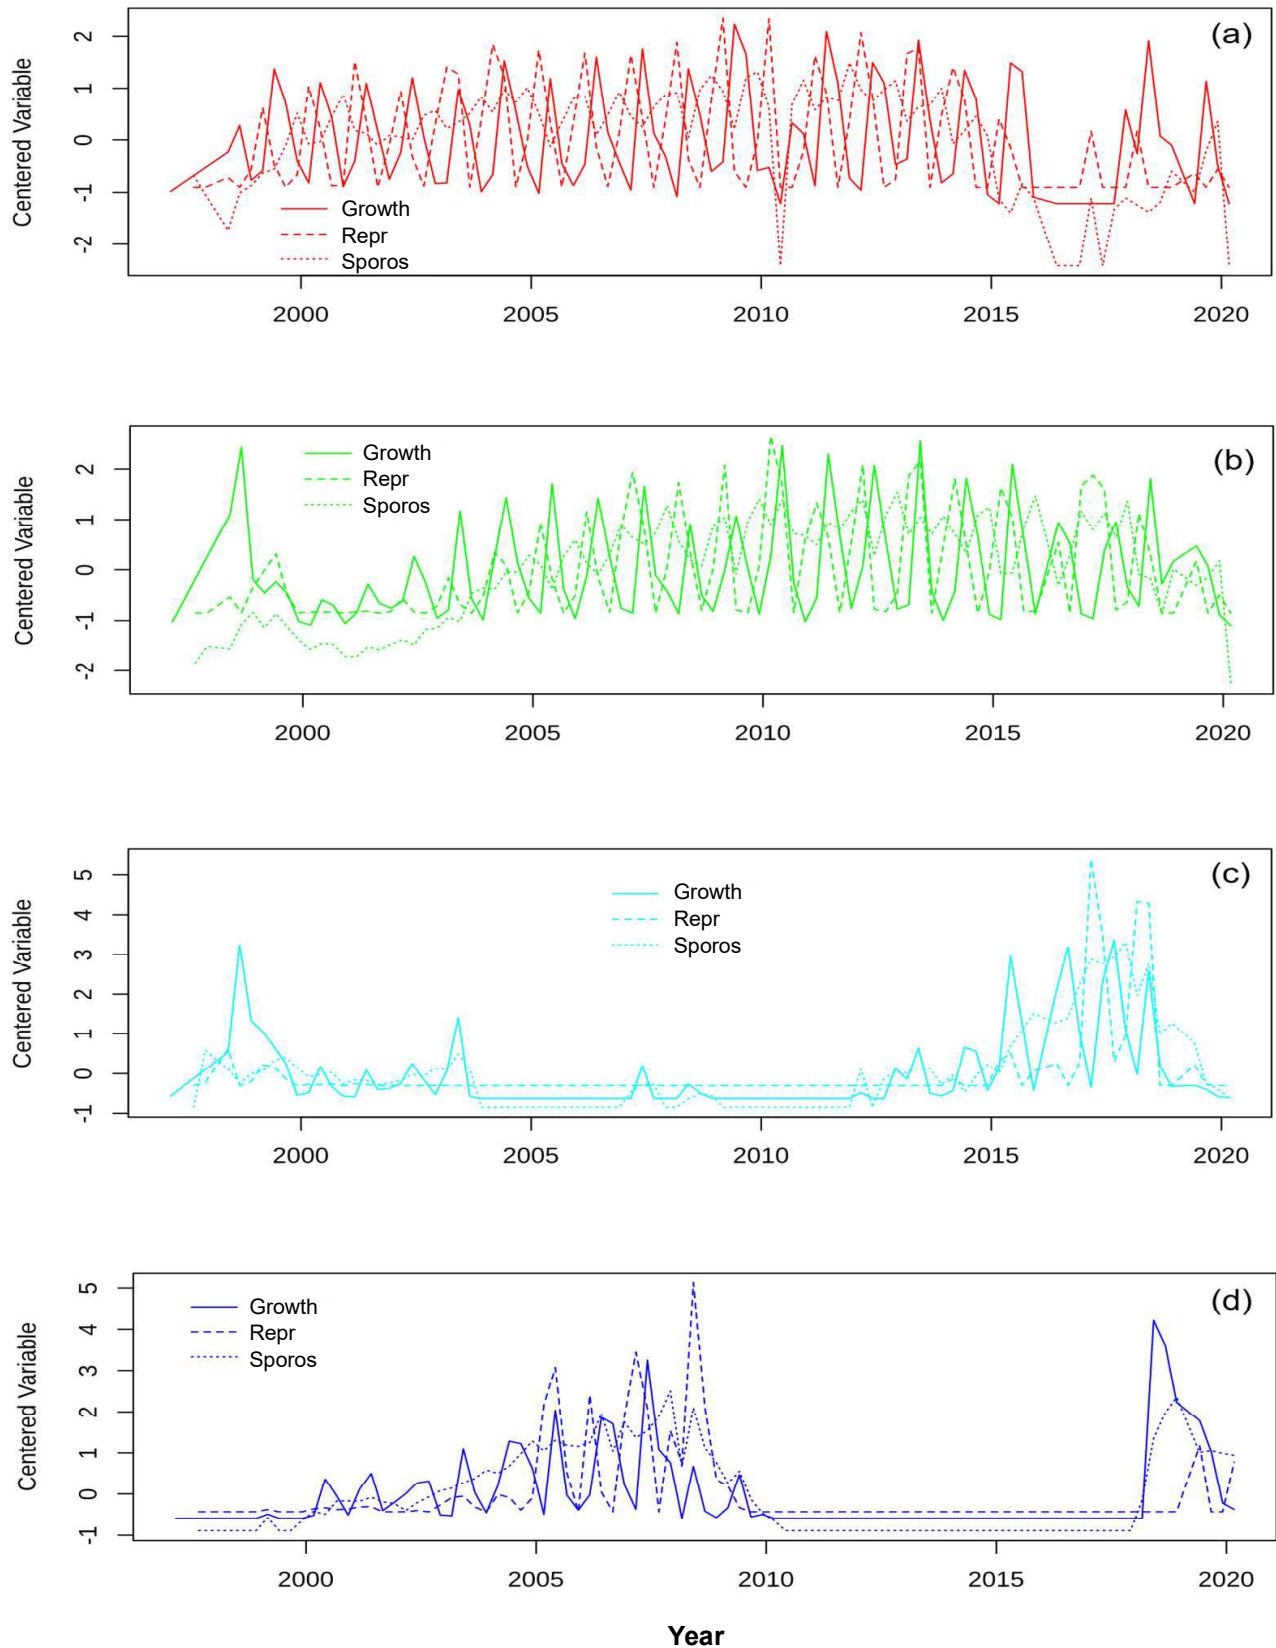 (a)
2
1
0
-1
-2
Centered Variable
Growth
Repr
Sporos
2000 2005 2010 2015 2020
(b)
2
1
0
-1
-2
Centered Variable
Growth
Repr
Sporos
2000 2005 2010 2015 2020
(c)
5
4
3
2
1
0
-1
Centered Variable
Growth
Repr
Sporos
2000 2005 2010 2015 2020
(d)
5
4
3
2
1
0
-1
Centered Variable
Growth
Repr
Sporos
2000 2005 2010 2015 2020
Year